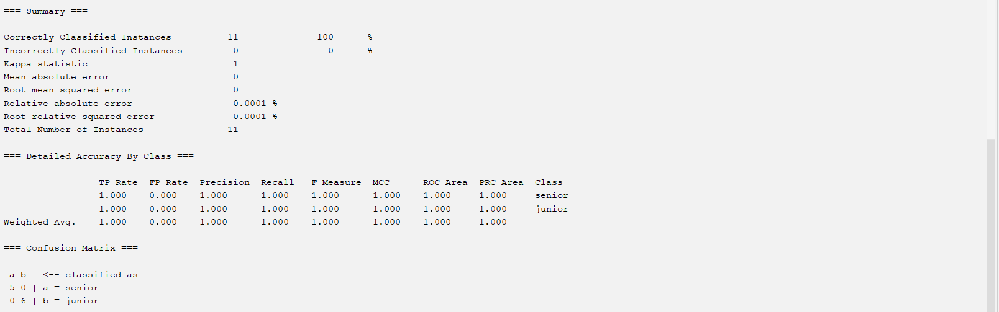 === Summary ===
Correctly Classified Instances 11 100 %
Incorrectly Classified Instances 0 0 %
Kappa statistic 1
Mean absolute error 0
Root mean squared error 0
Relative absolute error 0.0001 %
Root relative squared error 0.0001 %
Total Number of Instances 11
=== Detailed Accuracy By Class ===
TP Rate FP Rate Precision Recall F-Measure MCC ROC Area PRC Area Class
1.000 0.000 1.000 1.000 1.000 1.000 1.000 1.000 senior
1.000 0.000 1.000 1.000 1.000 1.000 1.000 1.000 junior
Weighted Avg. 1.000 0.000 1.000 1.000 1.000 1.000 1.000 1.000
=== Confusion Matrix ===
a b <-- classified as
5 0 | a = senior
0 6 | b = junior